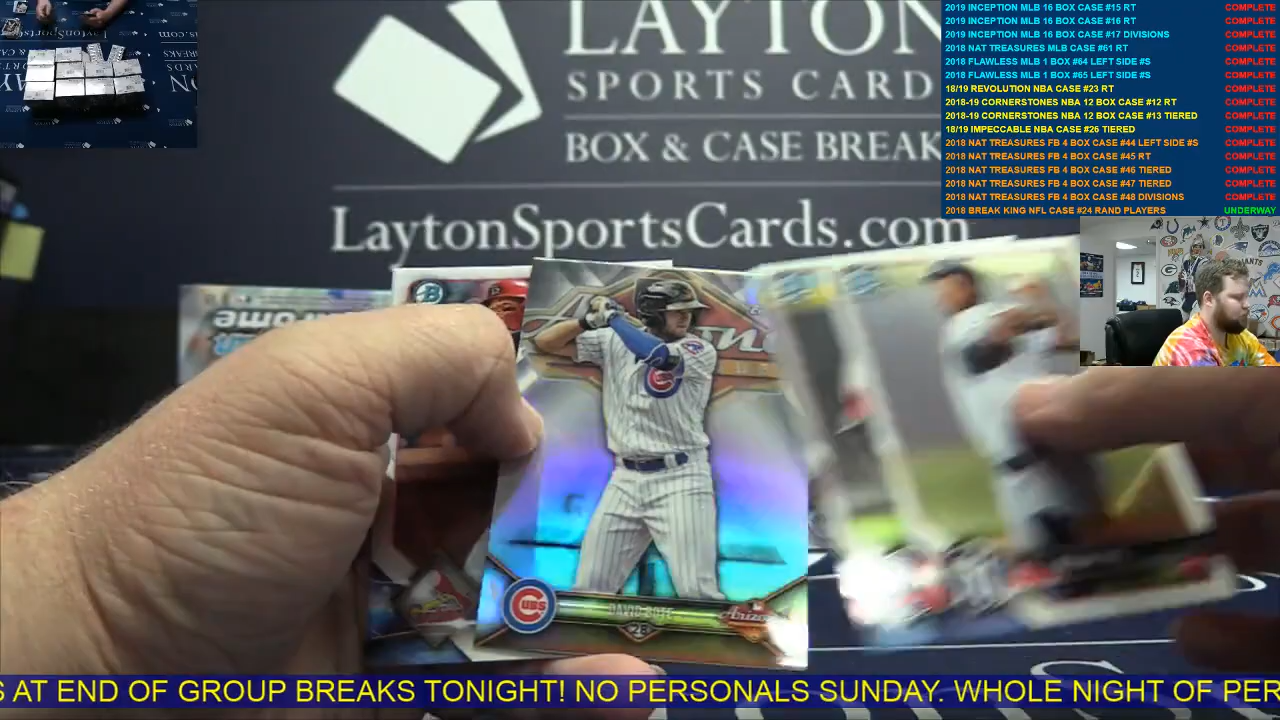 LAYTON
SPORTS CARD
BOX & CASE BREAK
LaytonSportsCards.com
2019 INCEPTION MLB 16 BOX CASE #15 RT COMPLETE
2019 INCEPTION MLB 16 BOX CASE #16 RT COMPLETE
2019 INCEPTION MLB 16 BOX CASE #17 DIVISIONS COMPLETE
2018 NAT TREASURES MLB CASE #61 RT COMPLETE
2018 FLAWLESS MLB 1 BOX #64 LEFT SIDE #S COMPLETE
2018 FLAWLESS MLB 1 BOX #65 LEFT SIDE #S COMPLETE
18/19 REVOLUTION NBA CASE #23 RT COMPLETE
2018-19 CORNERSTONES NBA 12 BOX CASE #12 RT COMPLETE
2018-19 CORNERSTONES NBA 12 BOX CASE #13 TIERED COMPLETE
18/19 IMPECCABLE NBA CASE #26 TIERED COMPLETE
2018 NAT TREASURES FB 4 BOX CASE #44 LEFT SIDE #S COMPLETE
2018 NAT TREASURES FB 4 BOX CASE #45 RT COMPLETE
2018 NAT TREASURES FB 4 BOX CASE #46 TIERED COMPLETE
2018 NAT TREASURES FB 4 BOX CASE #47 TIERED COMPLETE
2018 NAT TREASURES FB 4 BOX CASE #48 DIVISIONS COMPLETE
2018 BREAK KING NFL CASE #24 RAND PLAYERS UNDERWAY
CUBS
DAVID BOTE
28
Arizona
S AT END OF GROUP BREAKS TONIGHT! NO PERSONALS SUNDAY. WHOLE NIGHT OF PER